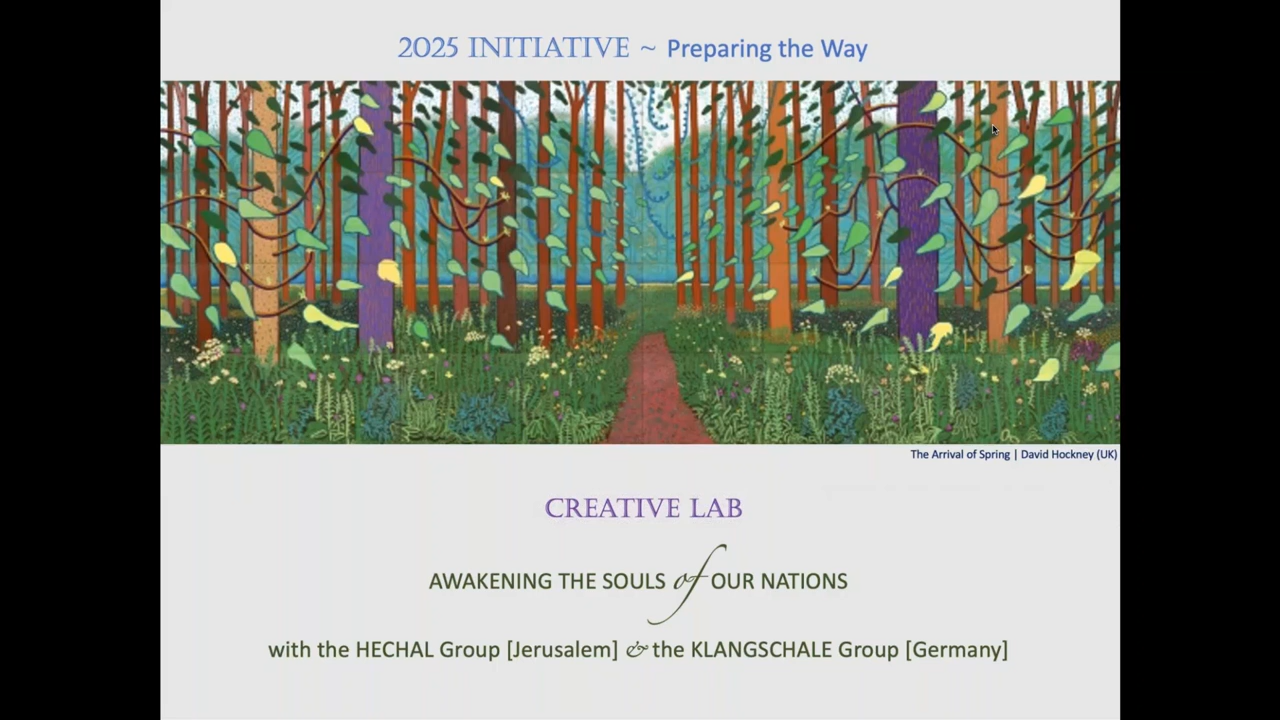 2025 INITIATIVE ~ Preparing the Way
The Arrival of Spring | David Hockney (UK)
CREATIVE LAB
AWAKENING THE SOULS of OUR NATIONS
with the HECHAL Group [Jerusalem] & the KLANGSCHALE Group [Germany]